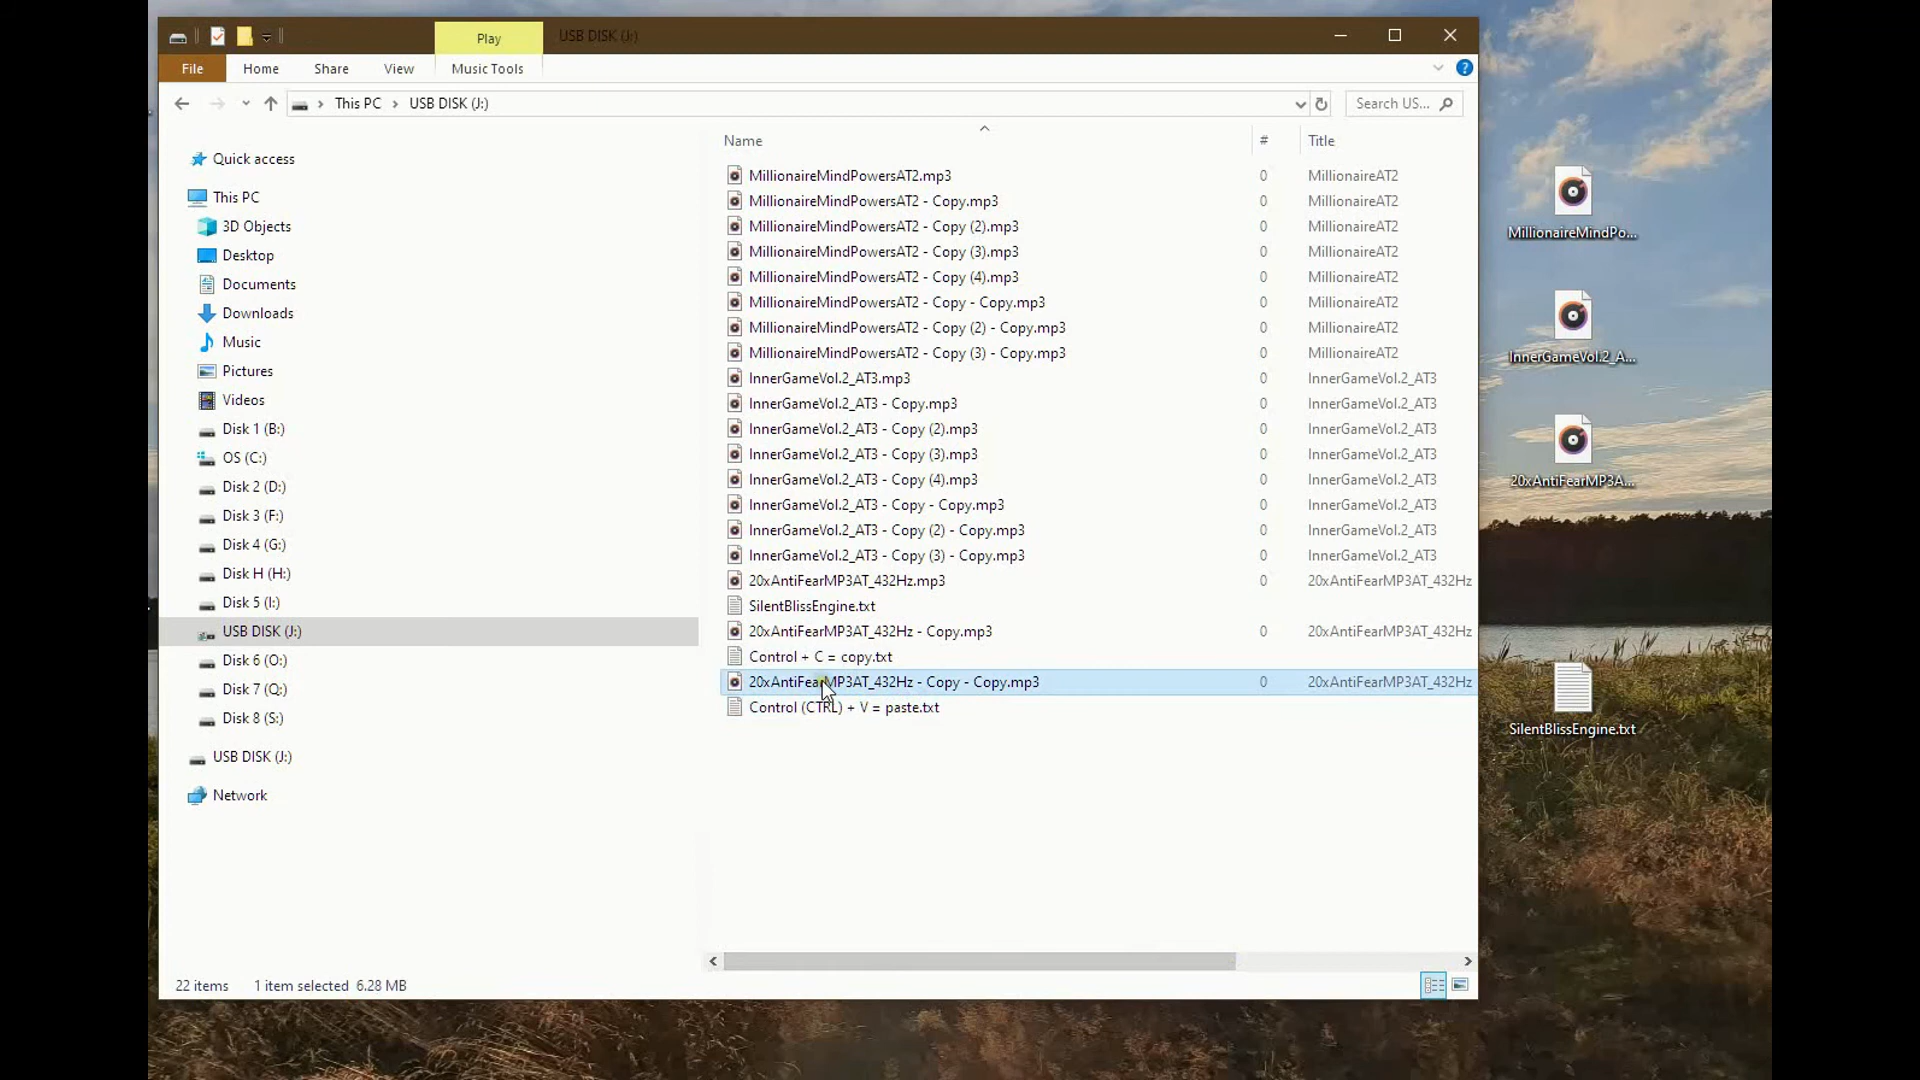 Play
USB DISK (J:)
File
Home
Share
View
Music Tools
This PC
USB DISK (J:)
Search US...
Name
#
Title
Quick access
This PC
3D Objects
Desktop
Documents
Downloads
Music
Pictures
Videos
Disk 1 (B:)
OS (C:)
Disk 2 (D:)
Disk 3 (F:)
Disk 4 (G:)
Disk H (H:)
Disk 5 (I:)
USB DISK (J:)
Disk 6 (O:)
Disk 7 (Q:)
Disk 8 (S:)
USB DISK (J:)
Network
MillionaireMindPowersAT2.mp3 0 MillionaireAT2
MillionaireMindPowersAT2 - Copy.mp3 0 MillionaireAT2
MillionaireMindPowersAT2 - Copy (2).mp3 0 MillionaireAT2
MillionaireMindPowersAT2 - Copy (3).mp3 0 MillionaireAT2
MillionaireMindPowersAT2 - Copy (4).mp3 0 MillionaireAT2
MillionaireMindPowersAT2 - Copy - Copy.mp3 0 MillionaireAT2
MillionaireMindPowersAT2 - Copy (2) - Copy.mp3 0 MillionaireAT2
MillionaireMindPowersAT2 - Copy (3) - Copy.mp3 0 MillionaireAT2
InnerGameVol.2_AT3.mp3 0 InnerGameVol.2_AT3
InnerGameVol.2_AT3 - Copy.mp3 0 InnerGameVol.2_AT3
InnerGameVol.2_AT3 - Copy (2).mp3 0 InnerGameVol.2_AT3
InnerGameVol.2_AT3 - Copy (3).mp3 0 InnerGameVol.2_AT3
InnerGameVol.2_AT3 - Copy (4).mp3 0 InnerGameVol.2_AT3
InnerGameVol.2_AT3 - Copy - Copy.mp3 0 InnerGameVol.2_AT3
InnerGameVol.2_AT3 - Copy (2) - Copy.mp3 0 InnerGameVol.2_AT3
InnerGameVol.2_AT3 - Copy (3) - Copy.mp3 0 InnerGameVol.2_AT3
20xAntiFearMP3AT_432Hz.mp3 0 20xAntiFearMP3AT_432Hz
SilentBlissEngine.txt
20xAntiFearMP3AT_432Hz - Copy.mp3 0 20xAntiFearMP3AT_432Hz
Control + C = copy.txt
20xAntiFearMP3AT_432Hz - Copy - Copy.mp3 0 20xAntiFearMP3AT_432Hz
Control (CTRL) + V = paste.txt
22 items
1 item selected 6.28 MB
MillionaireMindPo...
InnerGameVol.2_A...
20xAntiFearMP3A...
SilentBlissEngine.txt